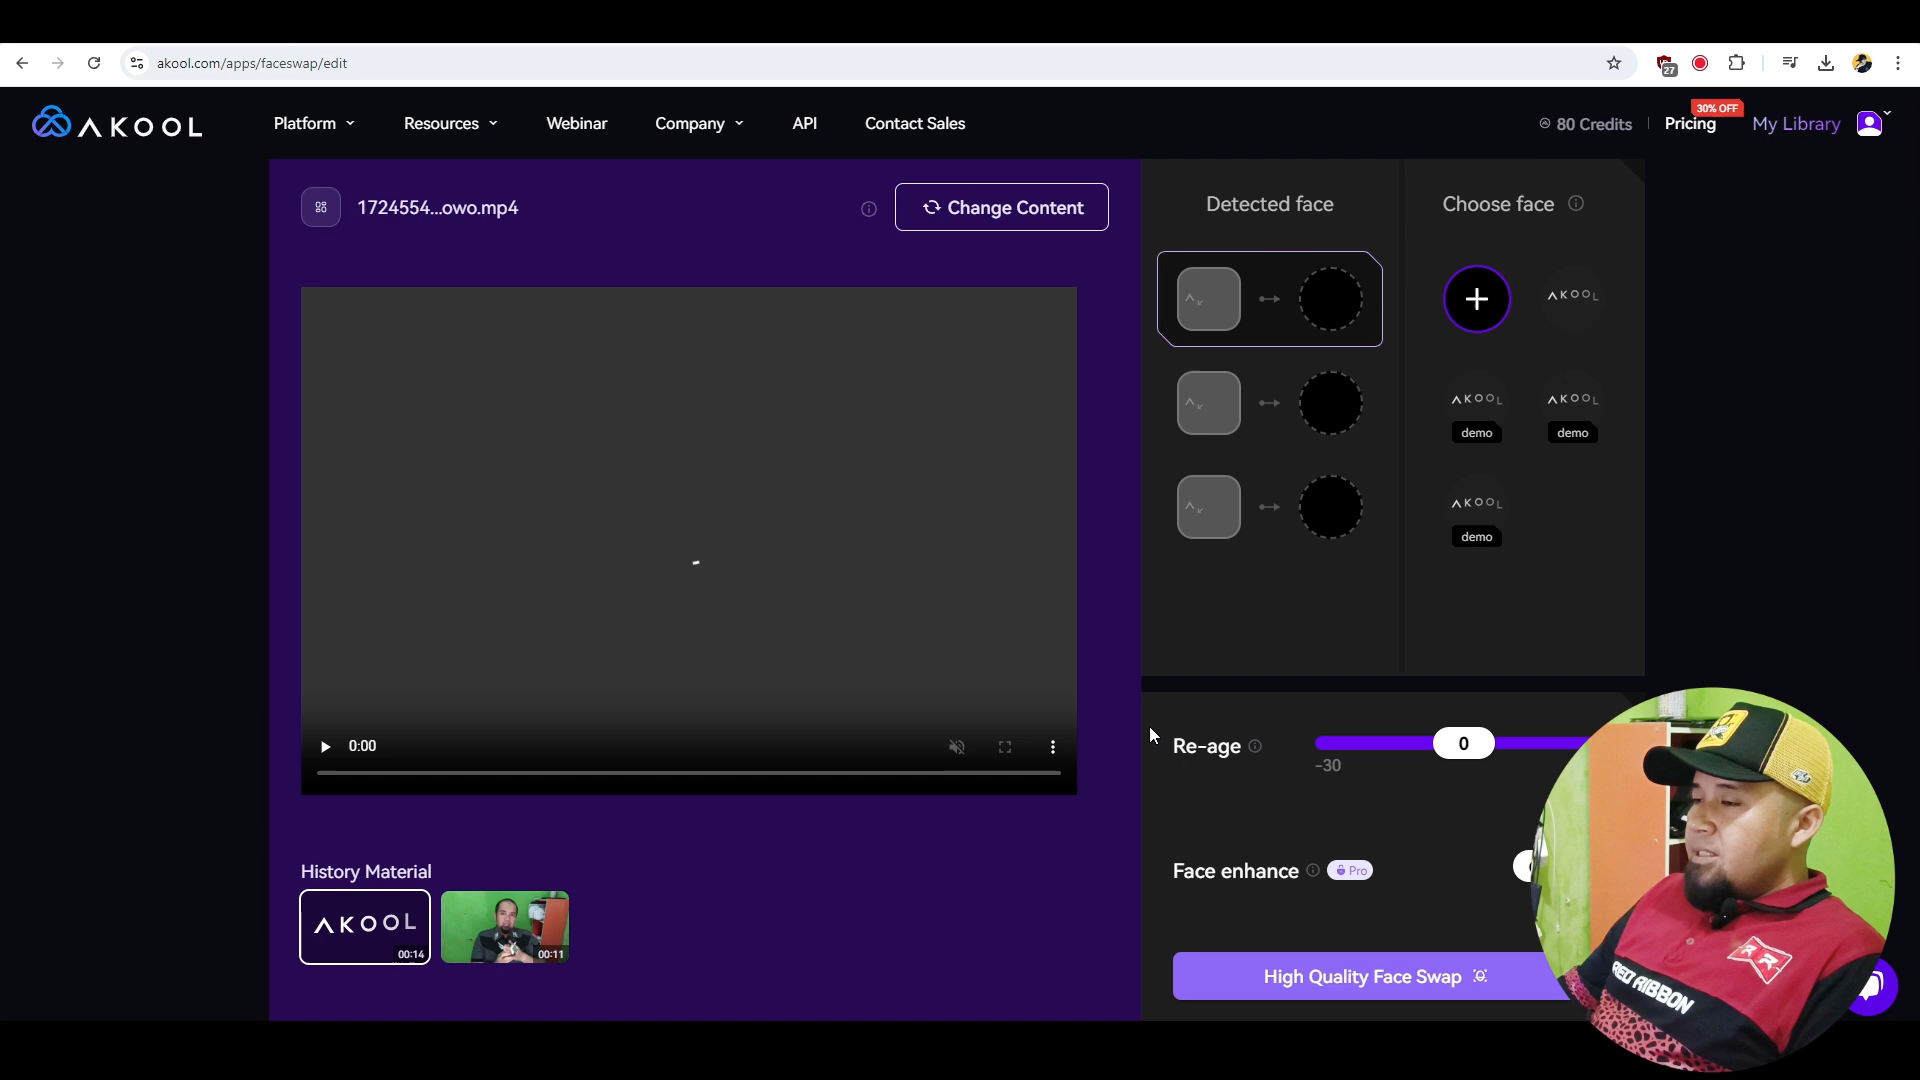 akool.com/apps/faceswap/edit
27
AKOOL
Platform
Resources
Webinar
Company
API
Contact Sales
80 Credits
30% OFF
Pricing
My Library
1724554...owo.mp4
Change Content
Detected face
Choose face
AKOOL
AKOOL
AKOOL
demo
demo
AKOOL
demo
0:00
Re-age
0
-30
Face enhance
Pro
History Material
AKOOL
00:14
00:11
High Quality Face Swap
RED RIBBON
RR